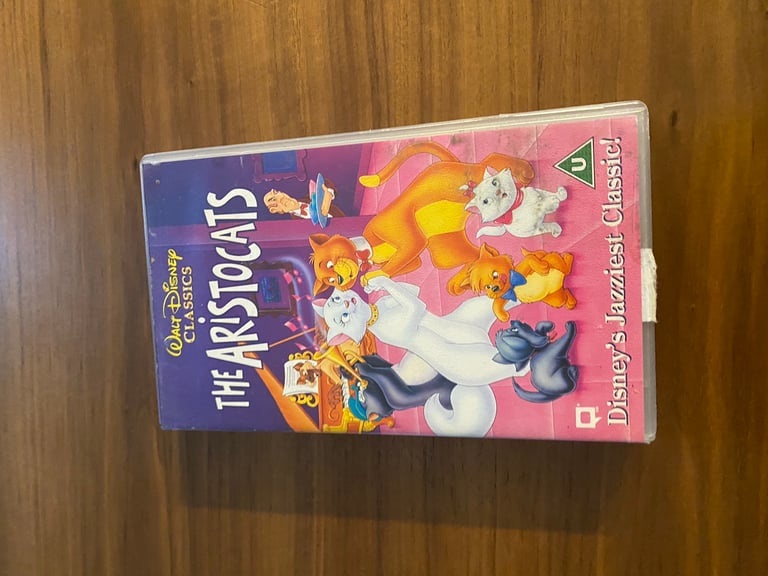 Walt Disney
CLASSICS
THE ARISTOCATS
U
Disney's Jazziest Classic!